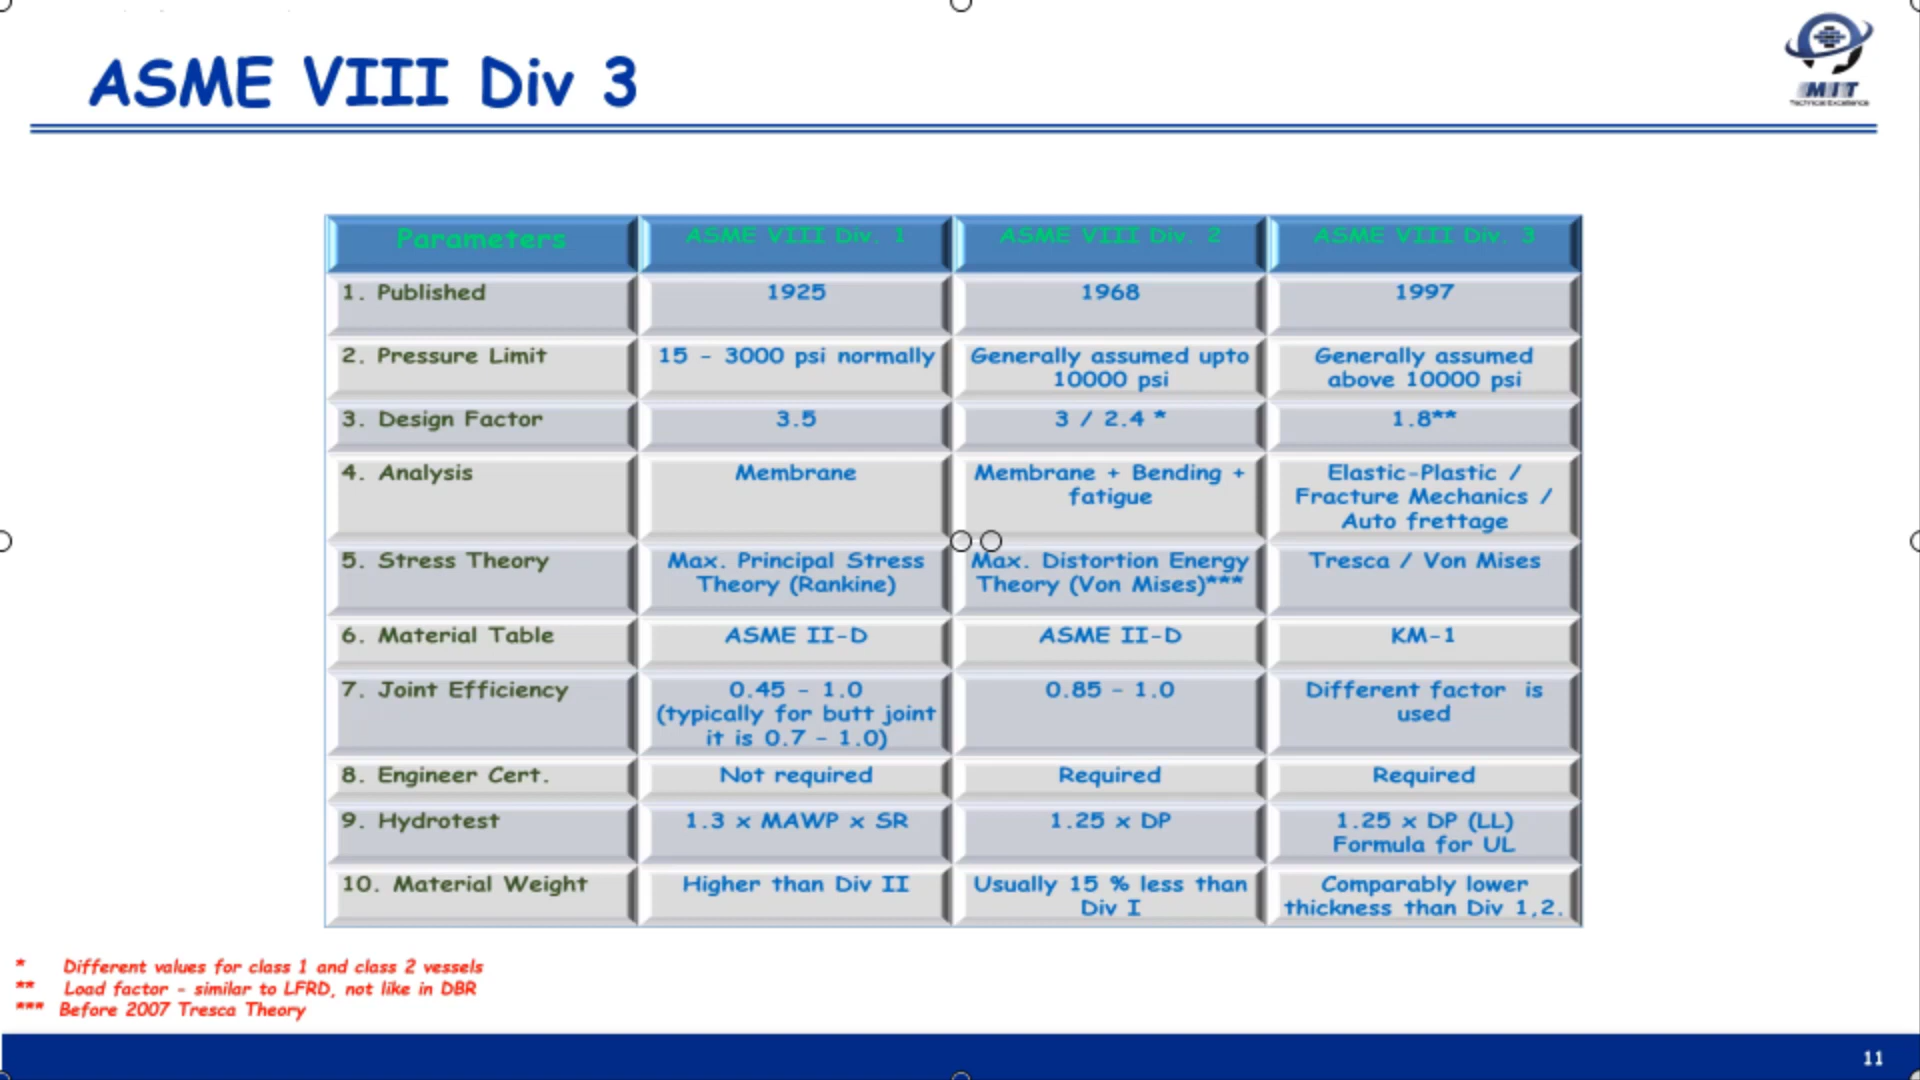 ASME VIII Div 3
MIT
Technical Excellence
Parameters
ASME VIII Div. 1
ASME VIII Div. 2
ASME VIII Div. 3
1. Published
1925
1968
1997
2. Pressure Limit
15 - 3000 psi normally
Generally assumed upto
10000 psi
Generally assumed
above 10000 psi
3. Design Factor
3.5
3 / 2.4 *
1.8**
4. Analysis
Membrane
Membrane + Bending +
fatigue
Elastic-Plastic /
Fracture Mechanics /
Auto frettage
5. Stress Theory
Max. Principal Stress
Theory (Rankine)
Max. Distortion Energy
Theory (Von Mises)***
Tresca / Von Mises
6. Material Table
ASME II-D
ASME II-D
KM-1
7. Joint Efficiency
0.45 - 1.0
(typically for butt joint
it is 0.7 - 1.0)
0.85 - 1.0
Different factor is
used
8. Engineer Cert.
Not required
Required
Required
9. Hydrotest
1.3 x MAWP x SR
1.25 x DP
1.25 x DP (LL)
Formula for UL
10. Material Weight
Higher than Div II
Usually 15 % less than
Div I
Comparably lower
thickness than Div 1,2.
* Different values for class 1 and class 2 vessels
** Load factor - similar to LFRD, not like in DBR
*** Before 2007 Tresca Theory
11